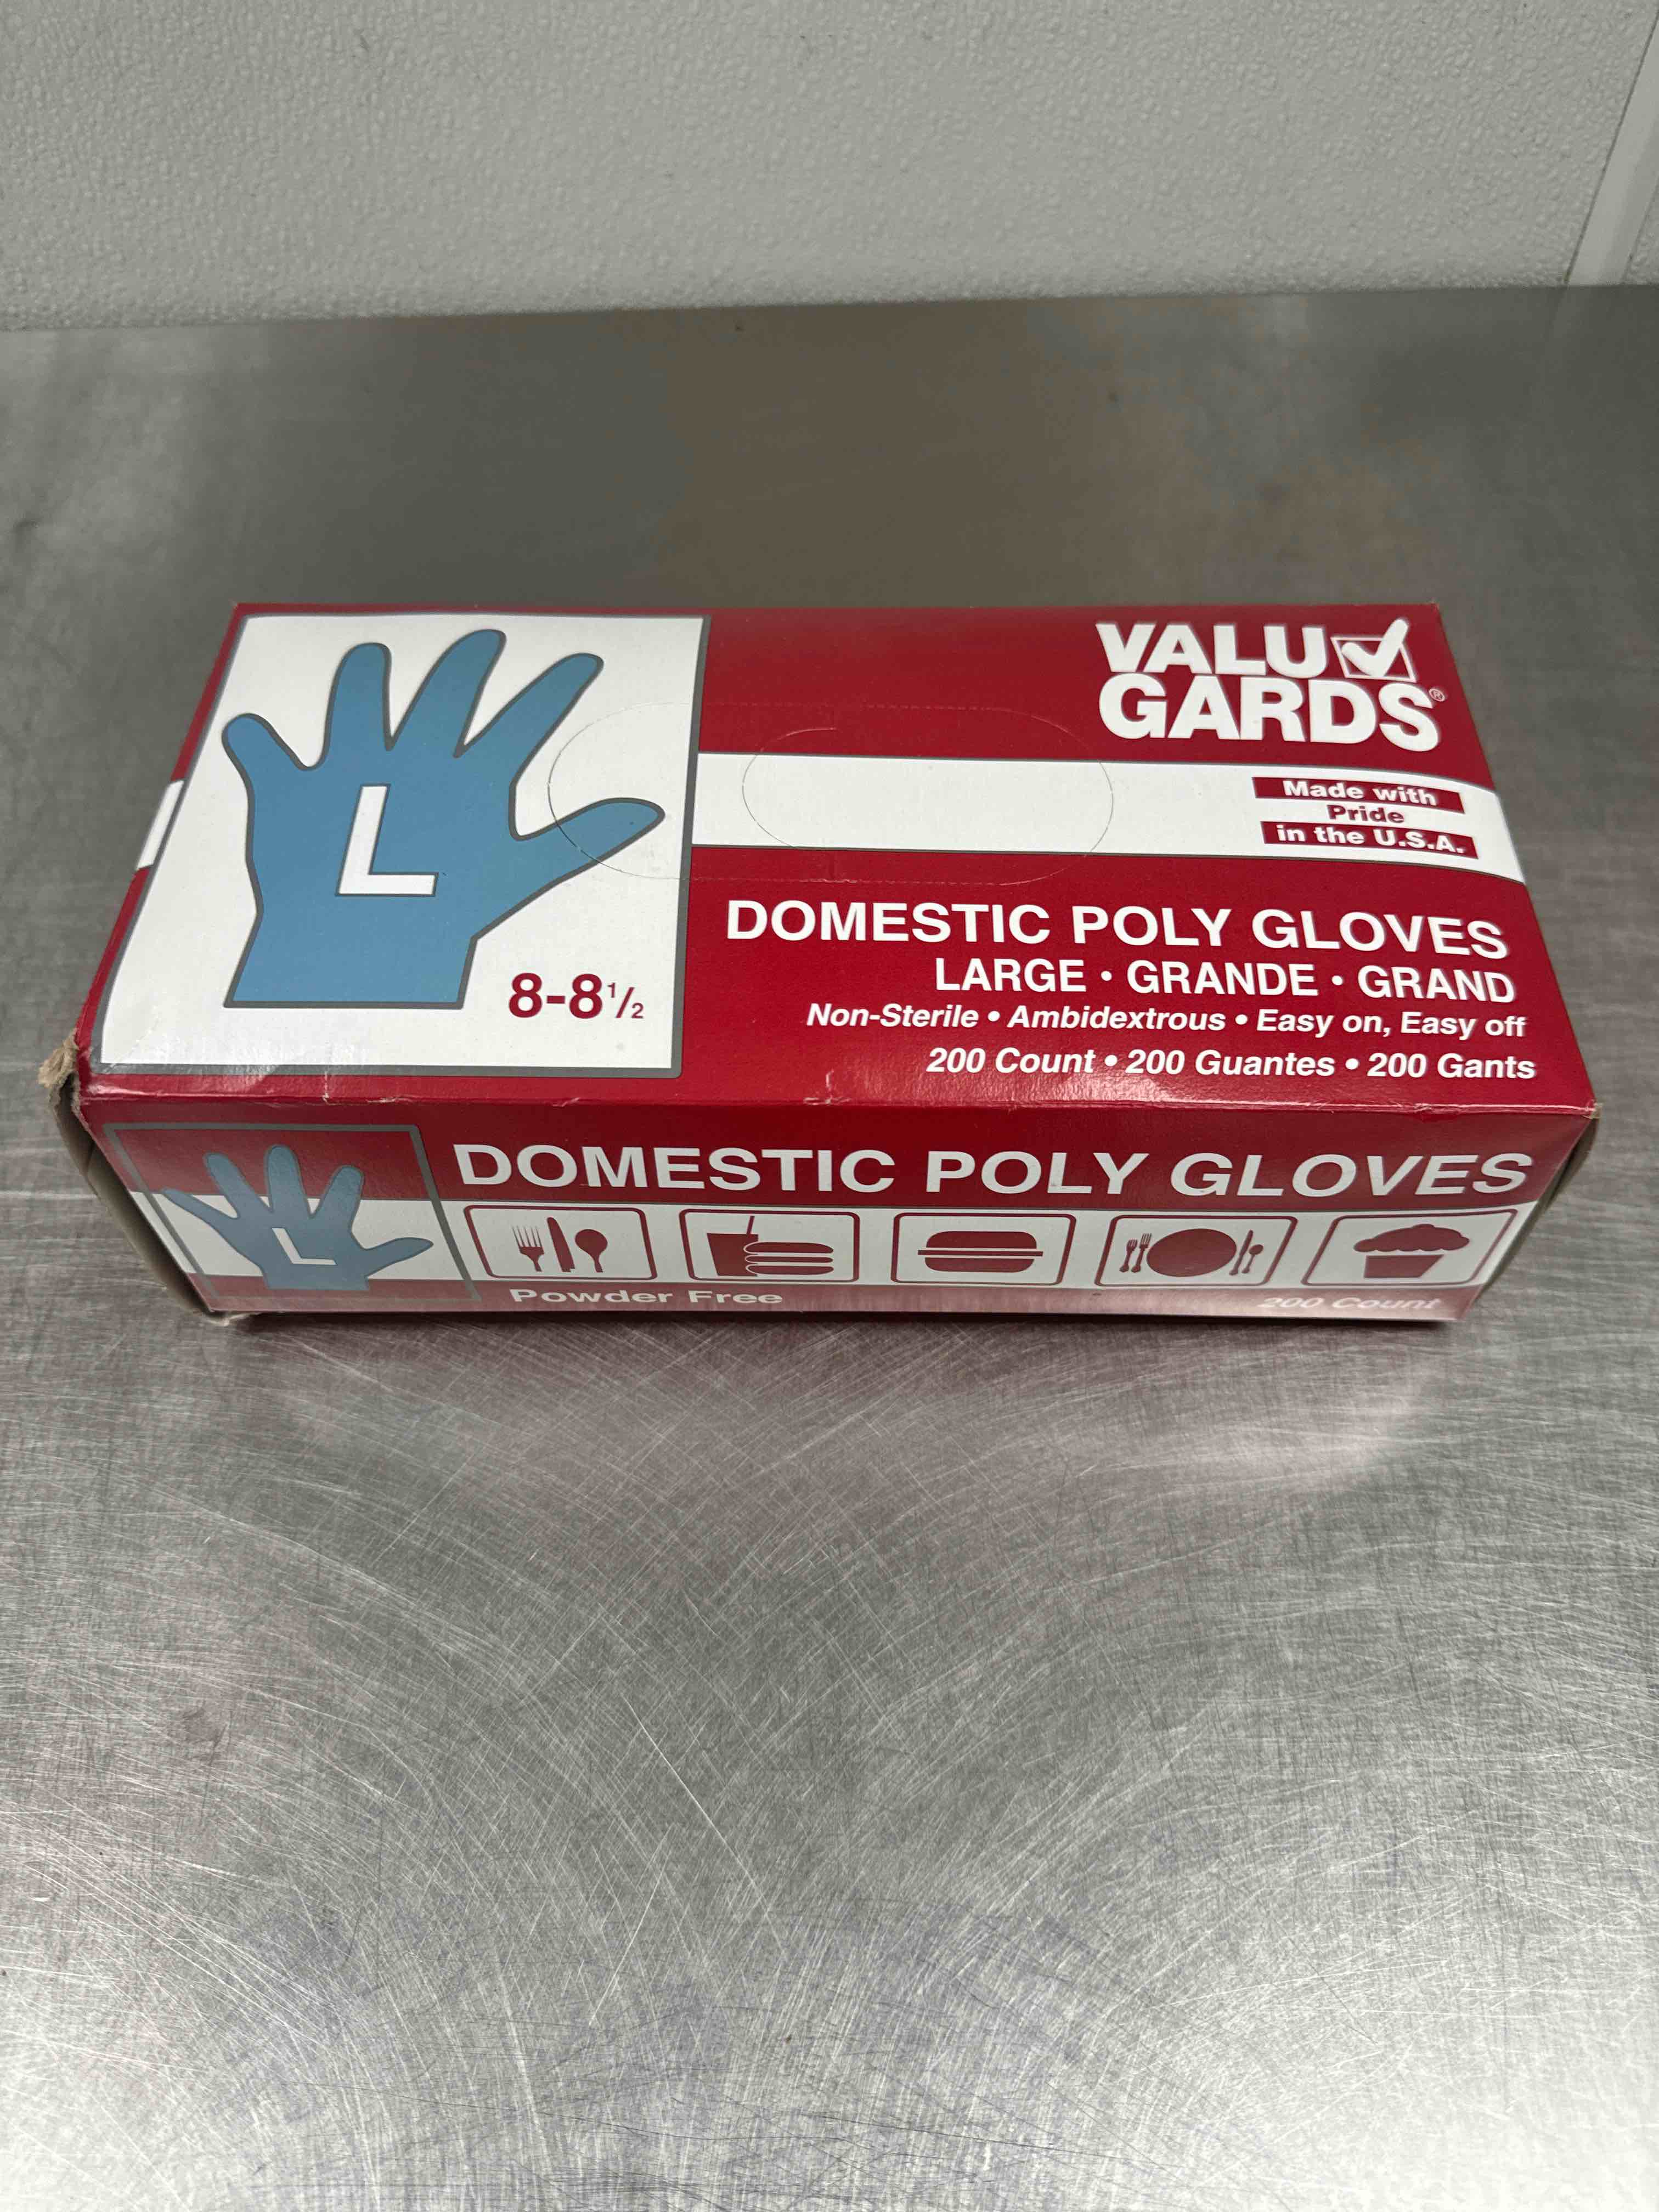 VALU
GARDS®
Made with
Pride
in the U.S.A.
L
8-8½
DOMESTIC POLY GLOVES
LARGE • GRANDE • GRAND
Non-Sterile • Ambidextrous • Easy on, Easy off
200 Count • 200 Guantes • 200 Gants
L
DOMESTIC POLY GLOVES
Powder Free
200 Count